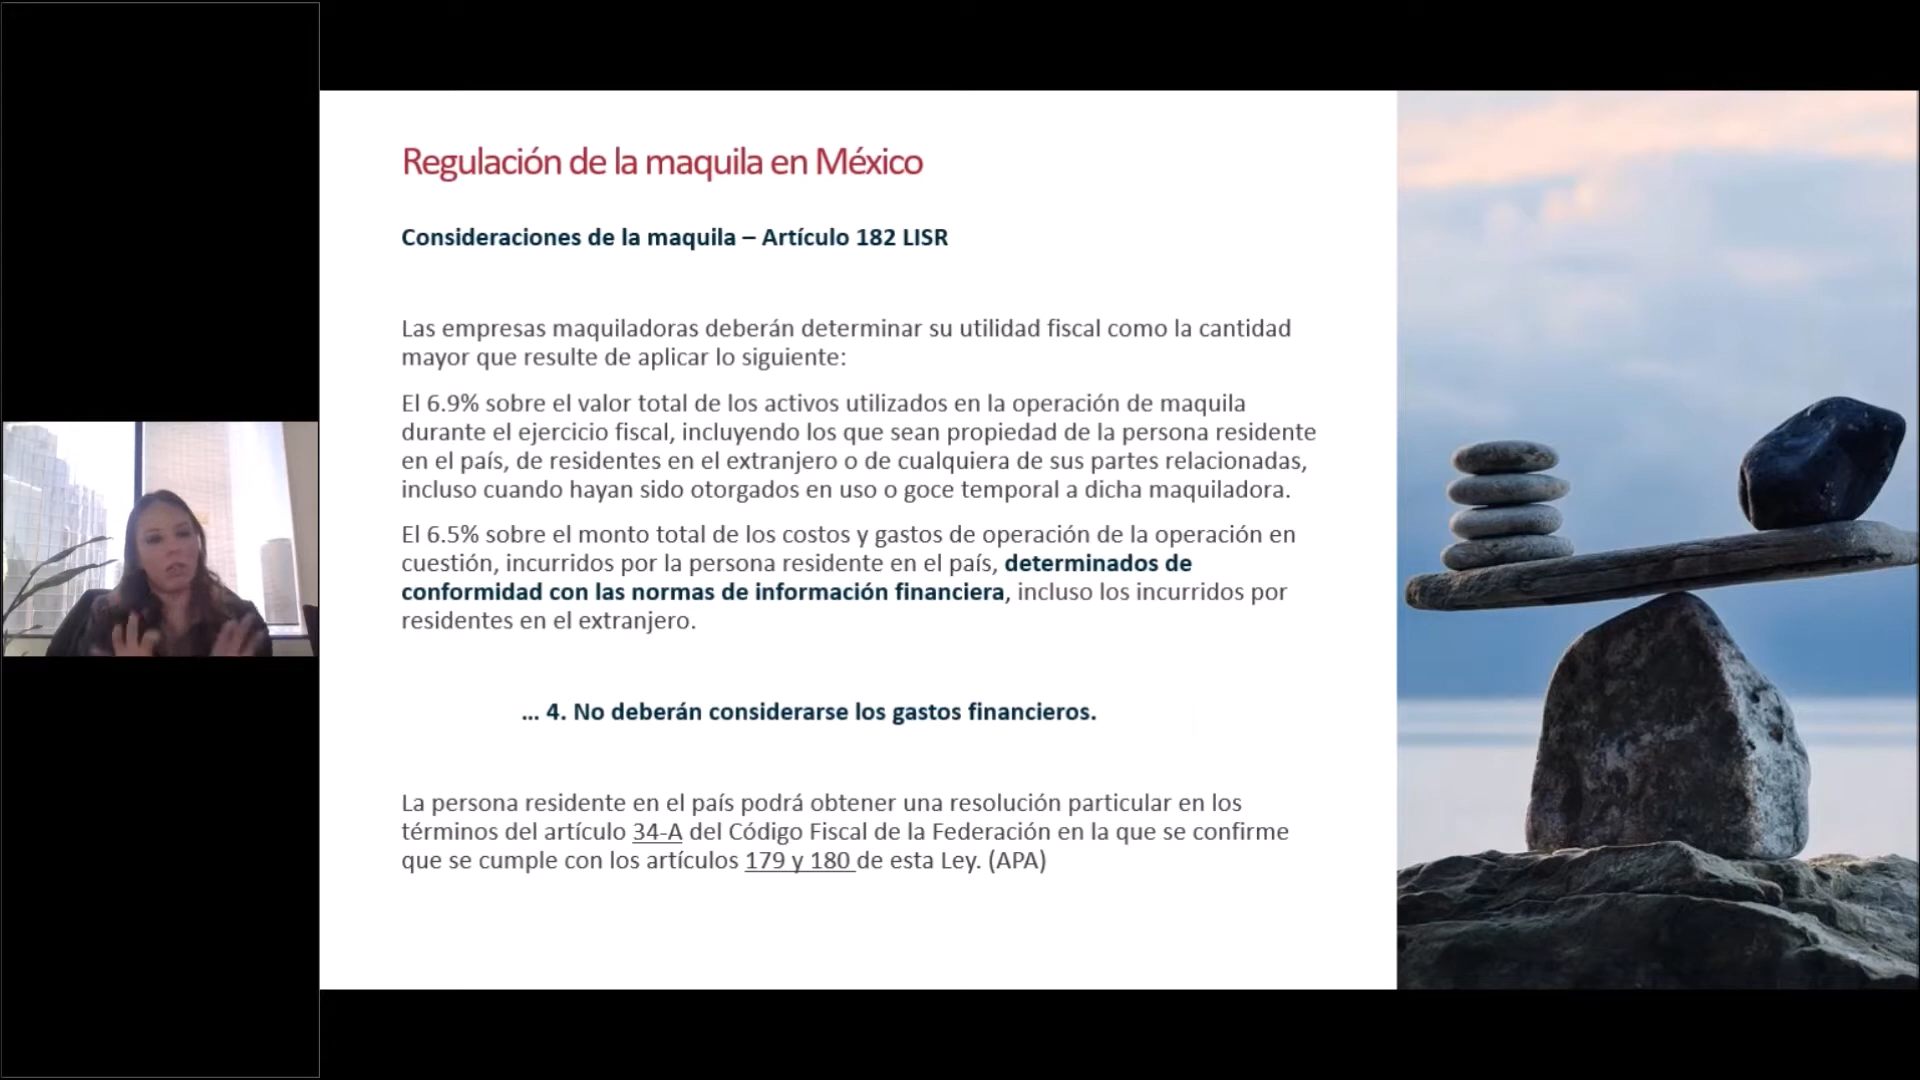 Regulación de la maquila en México
Consideraciones de la maquila – Artículo 182 LISR
Las empresas maquiladoras deberán determinar su utilidad fiscal como la cantidad
mayor que resulte de aplicar lo siguiente:
El 6.9% sobre el valor total de los activos utilizados en la operación de maquila
durante el ejercicio fiscal, incluyendo los que sean propiedad de la persona residente
en el país, de residentes en el extranjero o de cualquiera de sus partes relacionadas,
incluso cuando hayan sido otorgados en uso o goce temporal a dicha maquiladora.
El 6.5% sobre el monto total de los costos y gastos de operación de la operación en
cuestión, incurridos por la persona residente en el país, determinados de
conformidad con las normas de información financiera, incluso los incurridos por
residentes en el extranjero.
... 4. No deberán considerarse los gastos financieros.
La persona residente en el país podrá obtener una resolución particular en los
términos del artículo 34-A del Código Fiscal de la Federación en la que se confirme
que se cumple con los artículos 179 y 180 de esta Ley. (APA)